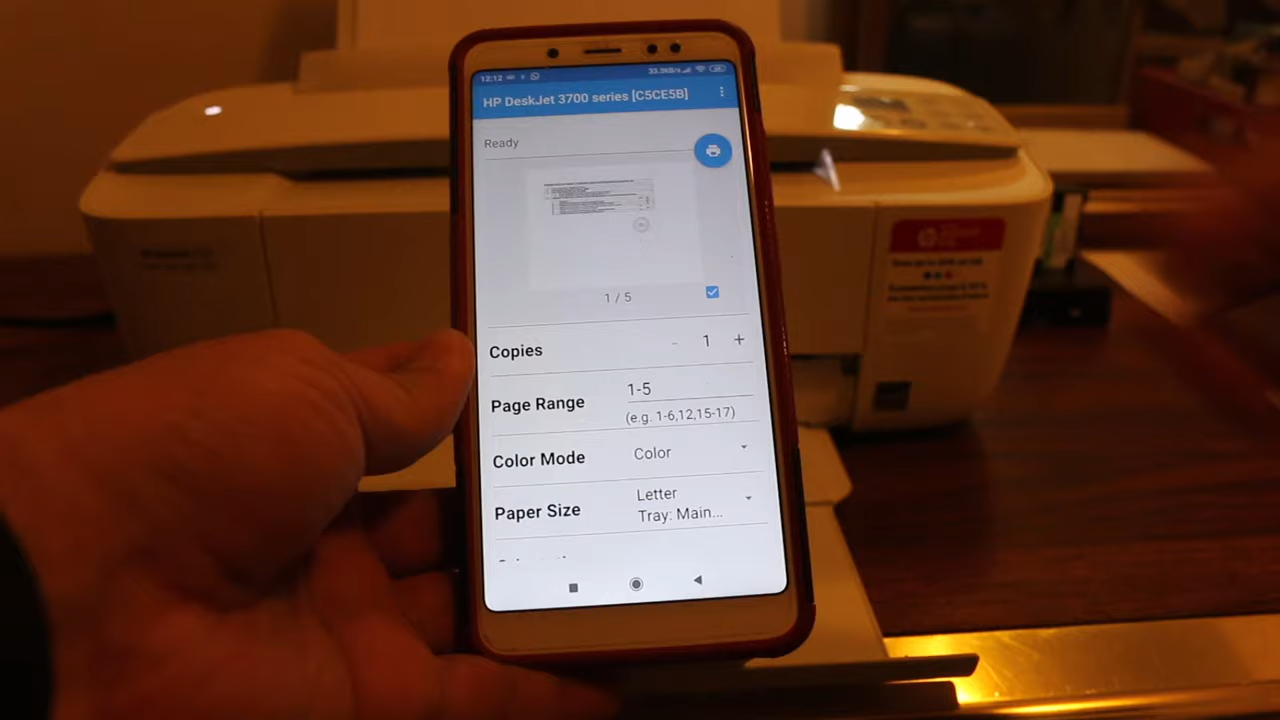 12:12
33.3KB/s
HP DeskJet 3700 series [C5CE5B]
Ready
1 / 5
Copies
- 1 +
Page Range
1-5
(e.g. 1-6,12,15-17)
Color Mode
Color
Paper Size
Letter
Tray: Main...